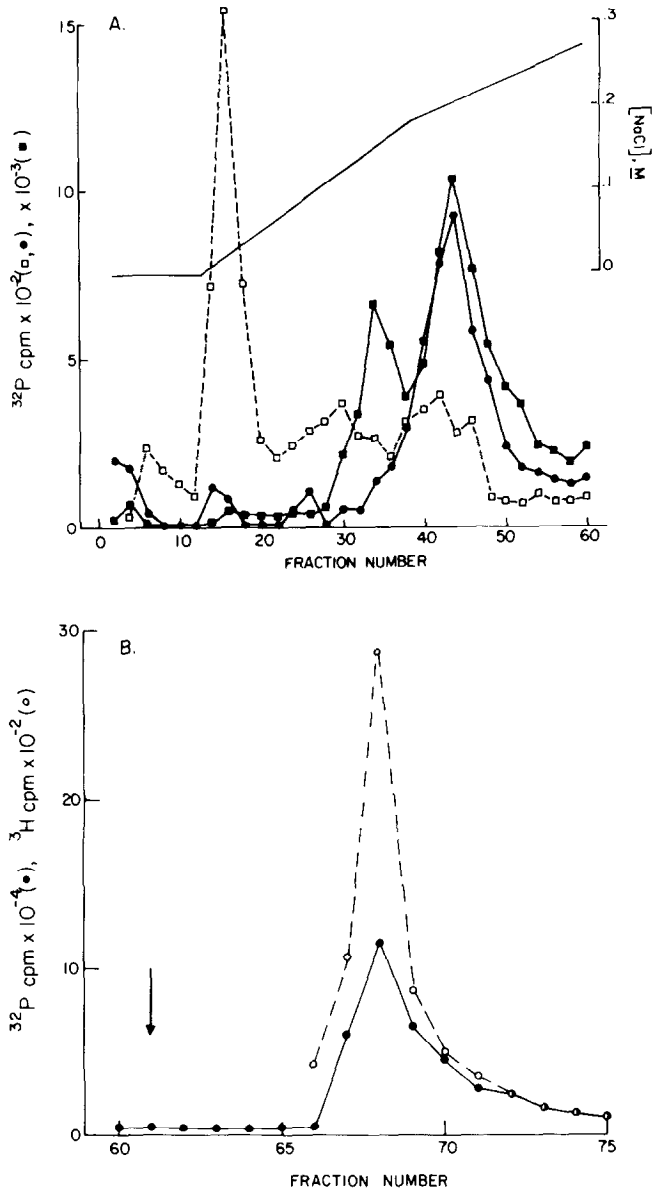 A.
15
10
5
0
³²P cpm x 10⁻²(□,●), x 10⁻³(■)
.3
.2
0.1
0
[NaCl], M
0 10 20 30 40 50 60
FRACTION NUMBER
B.
30
20
10
0
³²P cpm x 10⁻⁴(●), ³H cpm x 10⁻²(○)
60 65 70 75
FRACTION NUMBER